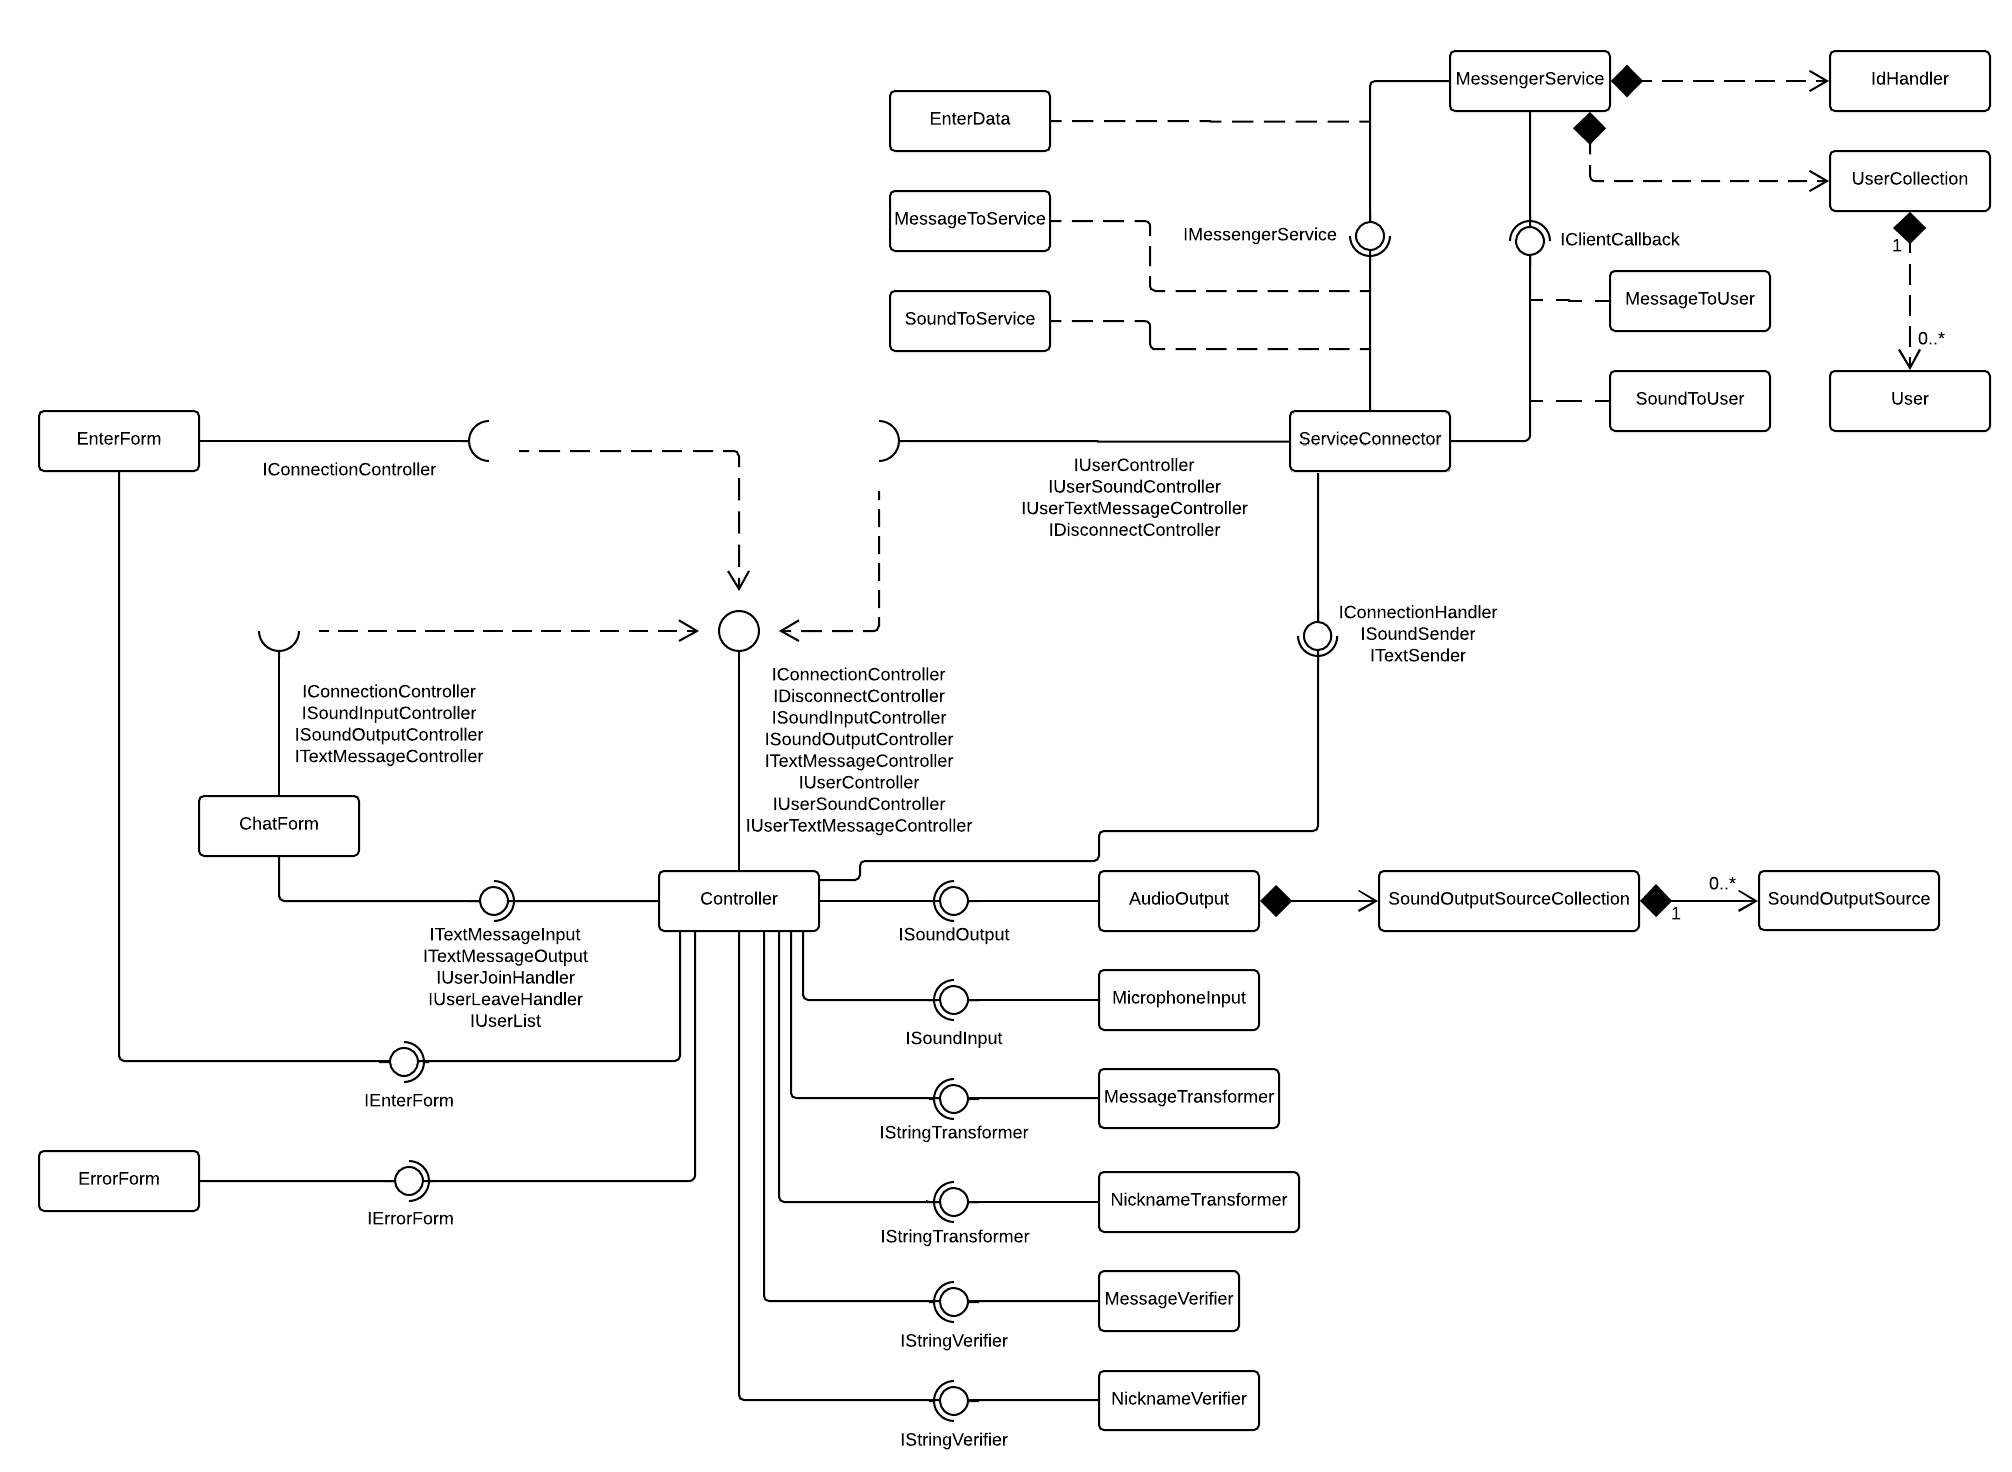 MessengerService
IdHandler
EnterData
UserCollection
MessageToService
IMessengerService
IClientCallback
1
MessageToUser
SoundToService
0..*
SoundToUser
User
EnterForm
ServiceConnector
IConnectionController
IUserController
IUserSoundController
IUserTextMessageController
IDisconnectController
IConnectionHandler
ISoundSender
ITextSender
IConnectionController
ISoundInputController
ISoundOutputController
ITextMessageController
IConnectionController
IDisconnectController
ISoundInputController
ISoundOutputController
ITextMessageController
IUserController
IUserSoundController
IUserTextMessageController
ChatForm
Controller
AudioOutput
SoundOutputSourceCollection
0..*
1
SoundOutputSource
ITextMessageInput
ITextMessageOutput
IUserJoinHandler
IUserLeaveHandler
IUserList
ISoundOutput
MicrophoneInput
ISoundInput
IEnterForm
MessageTransformer
IStringTransformer
ErrorForm
IErrorForm
NicknameTransformer
IStringTransformer
MessageVerifier
IStringVerifier
NicknameVerifier
IStringVerifier